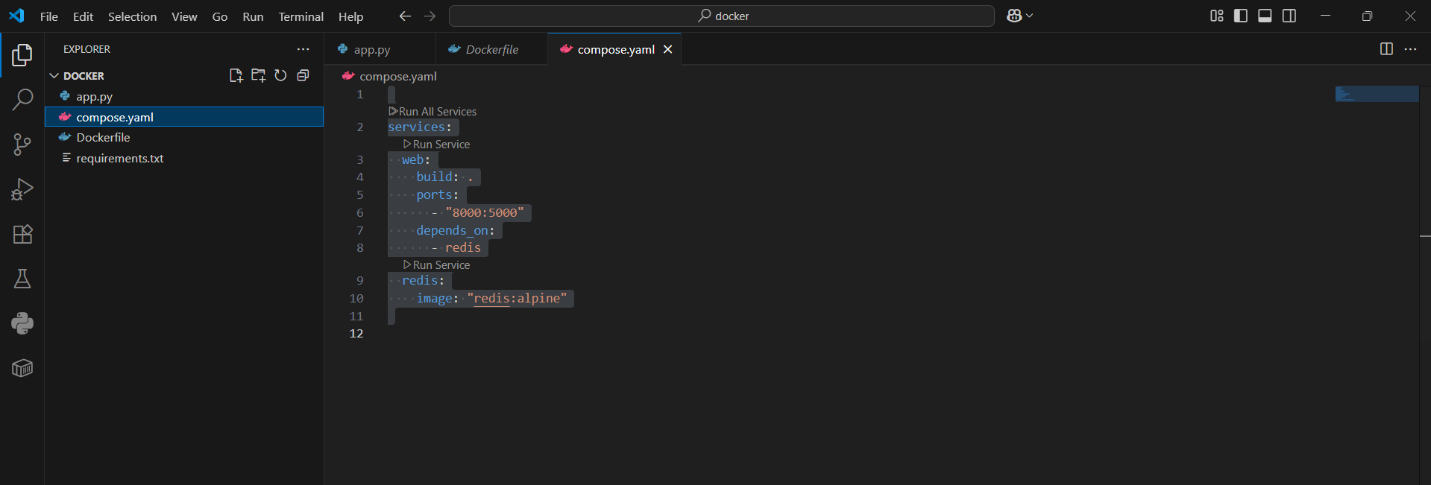 File Edit Selection View Go Run Terminal Help docker
EXPLORER
DOCKER
app.py
compose.yaml
Dockerfile
requirements.txt
app.py Dockerfile compose.yaml
compose.yaml
1
Run All Services
2 services:
Run Service
3 web:
4 build: .
5 ports:
6 - "8000:5000"
7 depends_on:
8 - redis
Run Service
9 redis:
10 image: "redis:alpine"
11
12